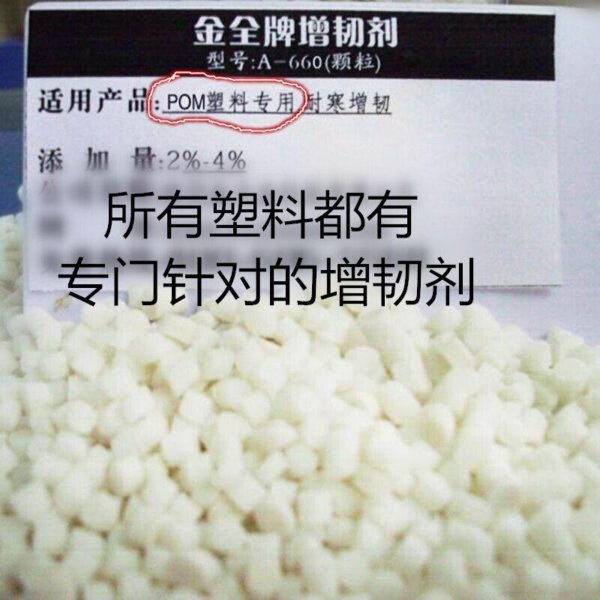 金全牌增韧剂
型号:A-660(颗粒)
适用产品:POM塑料专用 耐寒增韧
添加量:2%-4%
所有塑料都有
专门针对的增韧剂